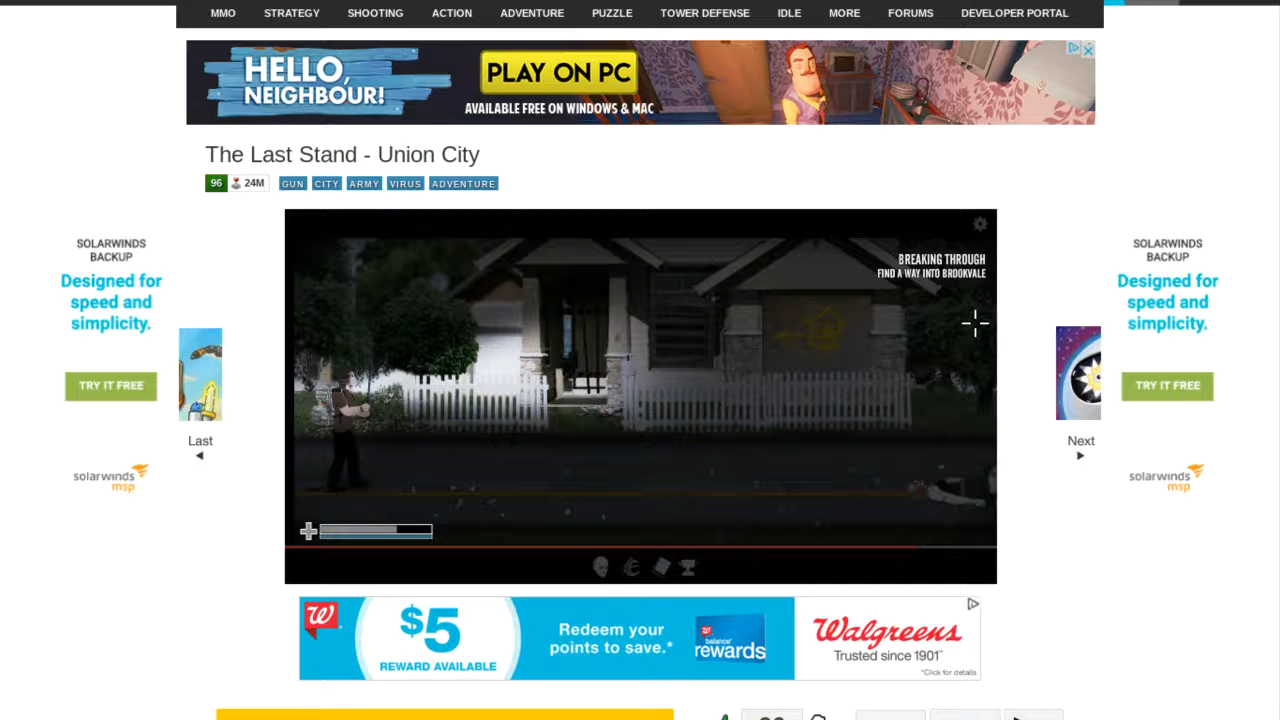 MMO STRATEGY SHOOTING ACTION ADVENTURE PUZZLE TOWER DEFENSE IDLE MORE FORUMS DEVELOPER PORTAL
HELLO,
NEIGHBOUR!
PLAY ON PC
AVAILABLE FREE ON WINDOWS & MAC
The Last Stand - Union City
96 24M GUN CITY ARMY VIRUS ADVENTURE
SOLARWINDS
BACKUP
Designed for
speed and
simplicity.
TRY IT FREE
solarwinds
msp
Last
BREAKING THROUGH
FIND A WAY INTO BROOKVALE
Next
SOLARWINDS
BACKUP
Designed for
speed and
simplicity.
TRY IT FREE
solarwinds
msp
W
$5
REWARD AVAILABLE
Redeem your
points to save.*
W
balance
rewards
Walgreens
Trusted since 1901
*Click for details